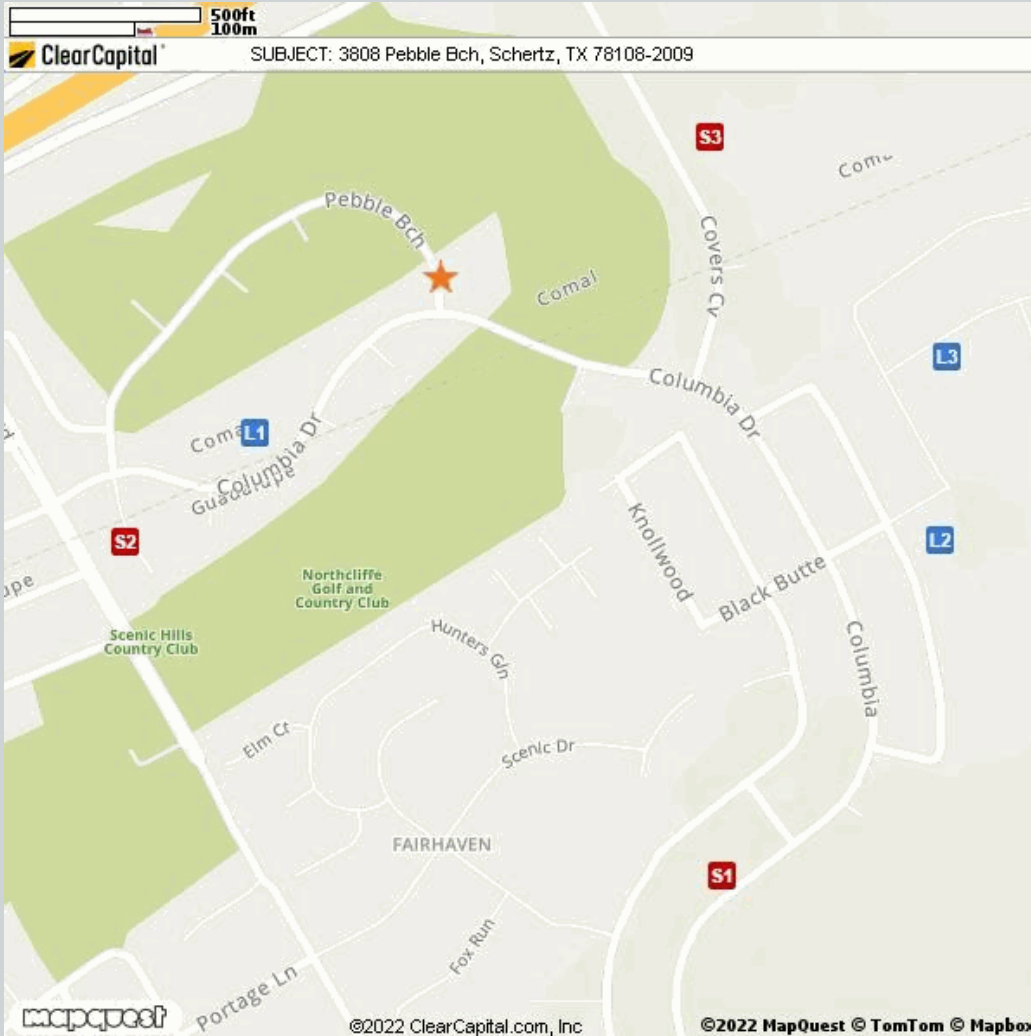 500ft
100m
ClearCapital
SUBJECT: 3808 Pebble Bch, Schertz, TX 78108-2009
S3
Pebble Bch
Covers Cv
Comal
L3
Columbia Dr
L1
Columbia Dr
Guadalupe
S2
Knollwood
L2
Black Butte
Northcliffe
Golf and
Country Club
Scenic Hills
Country Club
Hunters Gln
Columbia
Elm Ct
Scenic Dr
FAIRHAVEN
S1
Fox Run
Portage Ln
mapquest
©2022 ClearCapital.com, Inc
©2022 MapQuest © TomTom © Mapbox